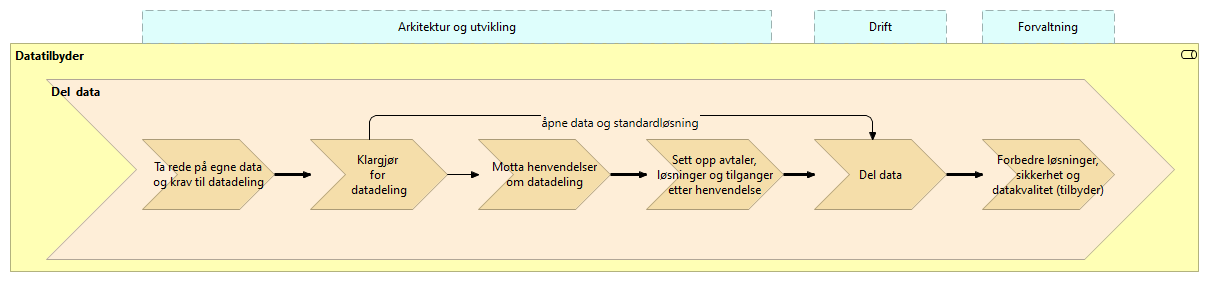 Arkitektur og utvikling
Drift
Forvaltning
Datatilbyder
Del data
åpne data og standardløsning
Ta rede på egne data
og krav til datadeling
Klargjør
for
datadeling
Motta henvendelser
om datadeling
Sett opp avtaler,
løsninger og tilganger
etter henvendelse
Del data
Forbedre løsninger,
sikkerhet og
datakvalitet (tilbyder)